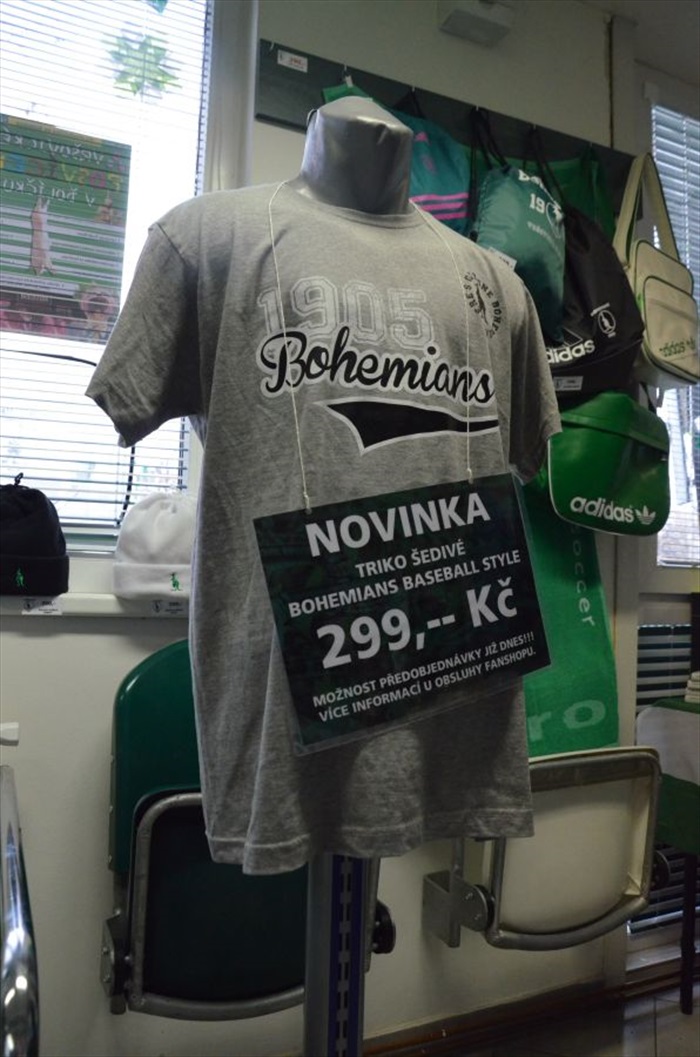 1905
Bohemians
NOVINKA
TRIKO ŠEDIVÉ
BOHEMIANS BASEBALL STYLE
299,-- Kč
MOŽNOST PŘEDOBJEDNÁVKY JIŽ DNES!!!
VÍCE INFORMACÍ U OBSLUHY FANSHOPU.
adidas
adidas
adidas